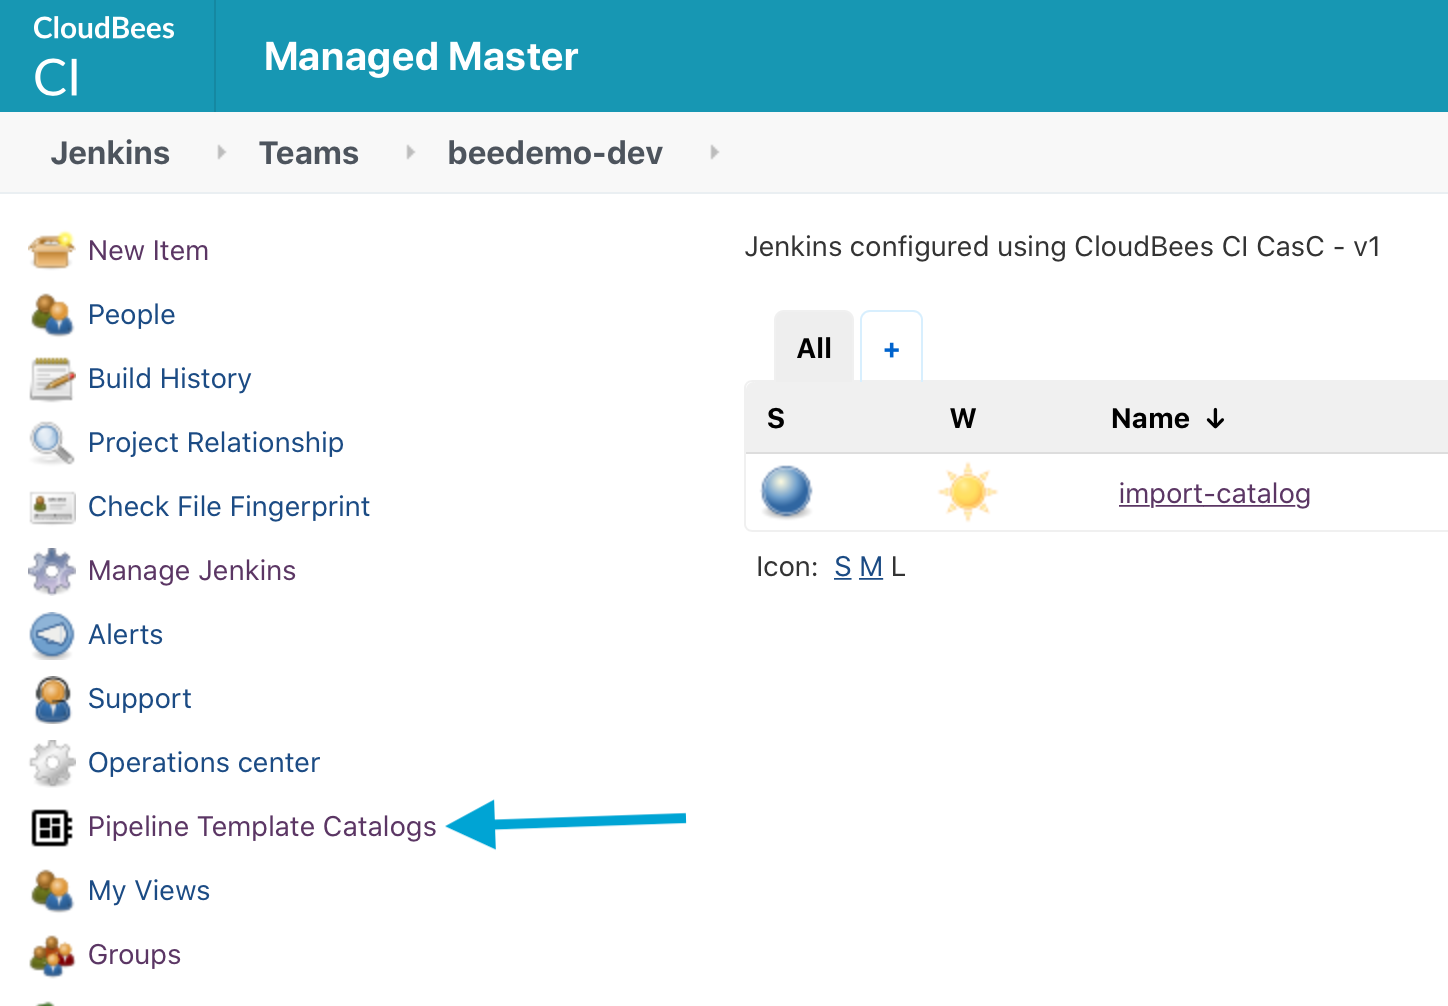 CloudBees
CI
Managed Master
Jenkins Teams beedemo-dev
New Item
People
Build History
Project Relationship
Check File Fingerprint
Manage Jenkins
Alerts
Support
Operations center
Pipeline Template Catalogs
My Views
Groups
Jenkins configured using CloudBees CI CasC - v1
All +
S W Name ↓
import-catalog
Icon: S M L